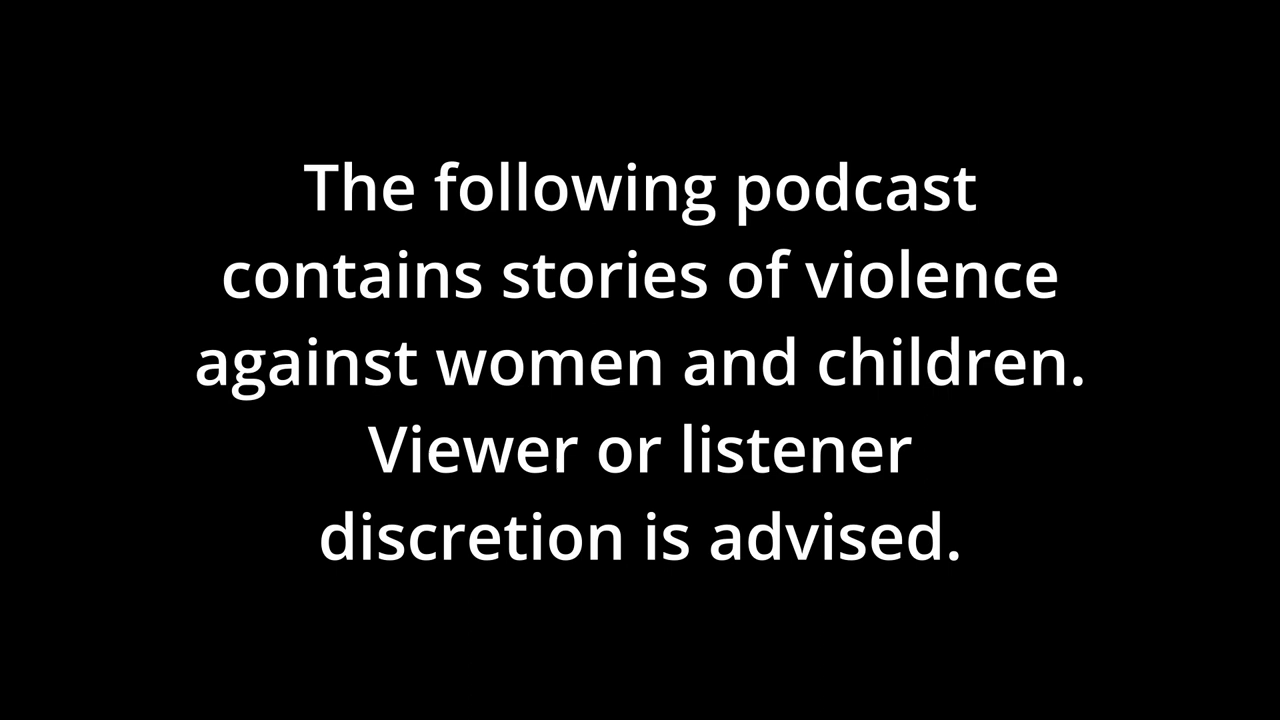 The following podcast
contains stories of violence
against women and children.
Viewer or listener
discretion is advised.